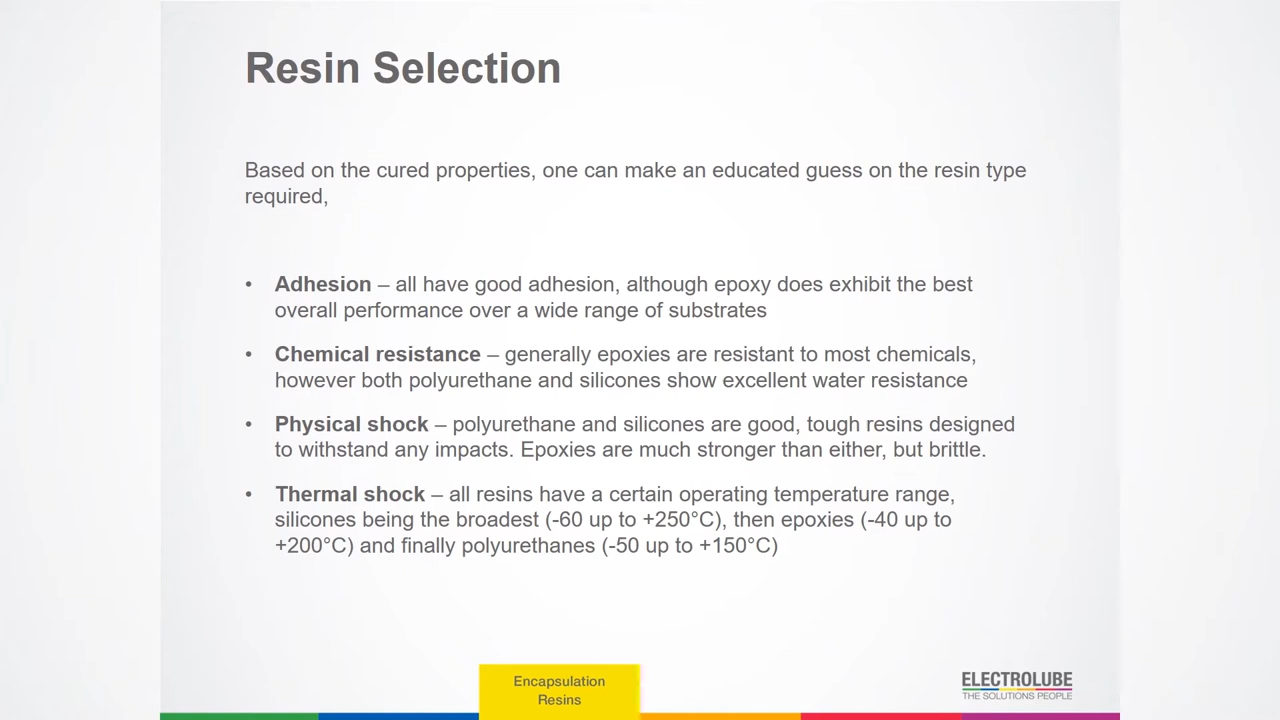 Resin Selection
Based on the cured properties, one can make an educated guess on the resin type
required,
• Adhesion – all have good adhesion, although epoxy does exhibit the best
overall performance over a wide range of substrates
• Chemical resistance – generally epoxies are resistant to most chemicals,
however both polyurethane and silicones show excellent water resistance
• Physical shock – polyurethane and silicones are good, tough resins designed
to withstand any impacts. Epoxies are much stronger than either, but brittle.
• Thermal shock – all resins have a certain operating temperature range,
silicones being the broadest (-60 up to +250°C), then epoxies (-40 up to
+200°C) and finally polyurethanes (-50 up to +150°C)
Encapsulation
Resins
ELECTROLUBE
THE SOLUTIONS PEOPLE